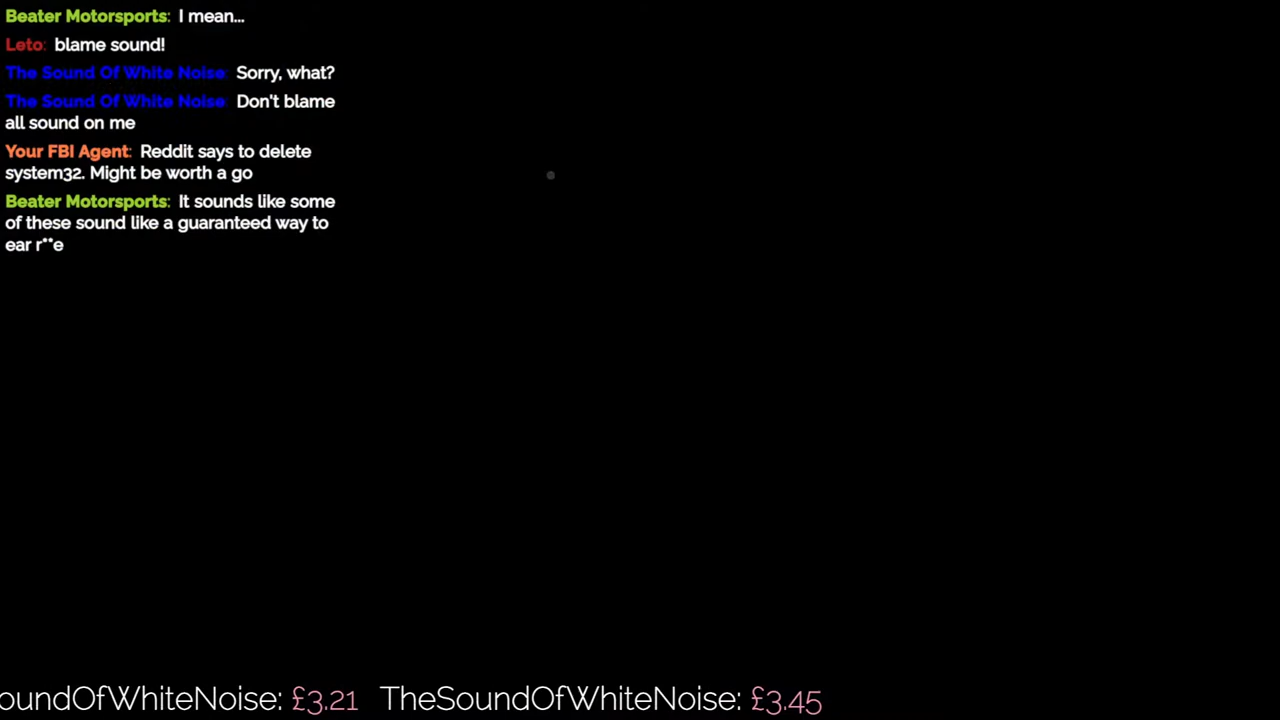 Beater Motorsports: I mean...
Leto: blame sound!
The Sound Of White Noise: Sorry, what?
The Sound Of White Noise: Don't blame
all sound on me
Your FBI Agent: Reddit says to delete
system32. Might be worth a go
Beater Motorsports: It sounds like some
of these sound like a guaranteed way to
ear r**e
oundOfWhiteNoise: £3.21 TheSoundOfWhiteNoise: £3.45